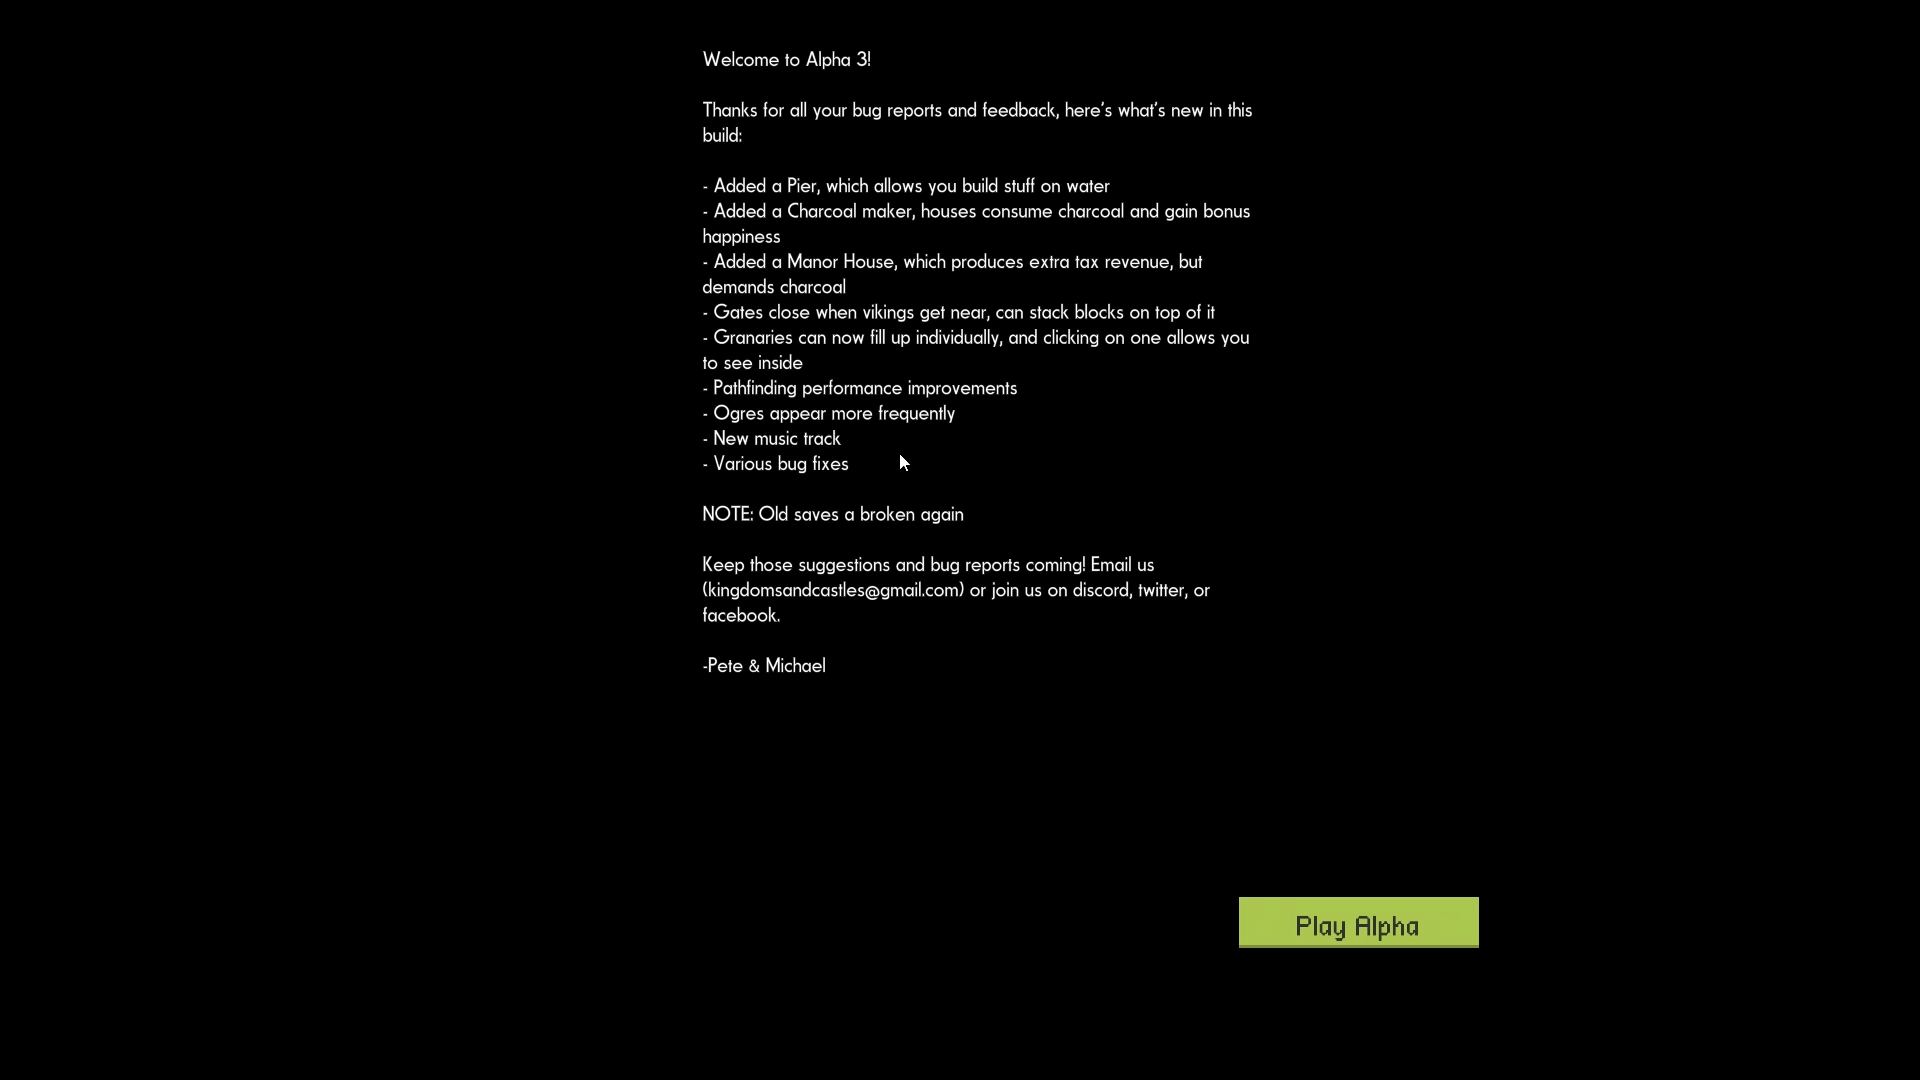 Welcome to Alpha 3!
Thanks for all your bug reports and feedback, here's what's new in this
build:
- Added a Pier, which allows you build stuff on water
- Added a Charcoal maker, houses consume charcoal and gain bonus
happiness
- Added a Manor House, which produces extra tax revenue, but
demands charcoal
- Gates close when vikings get near, can stack blocks on top of it
- Granaries can now fill up individually, and clicking on one allows you
to see inside
- Pathfinding performance improvements
- Ogres appear more frequently
- New music track
- Various bug fixes
NOTE: Old saves a broken again
Keep those suggestions and bug reports coming! Email us
(kingdomsandcastles@gmail.com) or join us on discord, twitter, or
facebook.
-Pete & Michael
Play Alpha